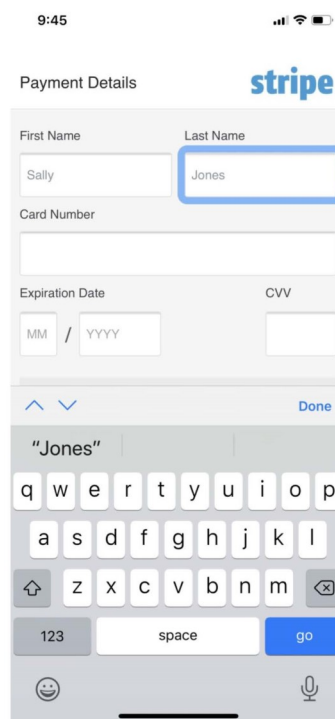 9:45
Payment Details stripe
First Name Last Name
Sally Jones
Card Number
Expiration Date CVV
MM / YYYY
Done
“Jones”
q w e r t y u i o p
a s d f g h j k l
z x c v b n m
123 space go